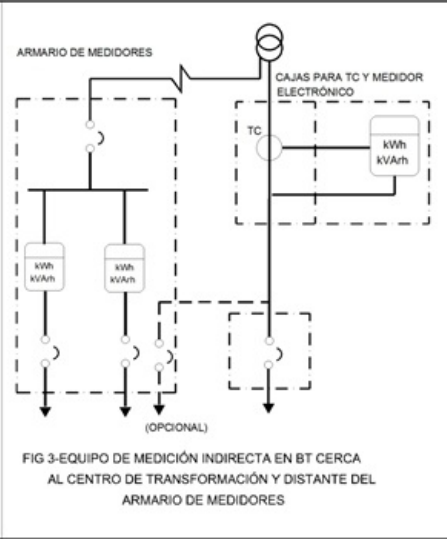 ARMARIO DE MEDIDORES
CAJAS PARA TC Y MEDIDOR
ELECTRÓNICO
TC
kWh
kVArh
kWh
kVArh
kWh
kVArh
(OPCIONAL)
FIG 3-EQUIPO DE MEDICIÓN INDIRECTA EN BT CERCA
AL CENTRO DE TRANSFORMACIÓN Y DISTANTE DEL
ARMARIO DE MEDIDORES